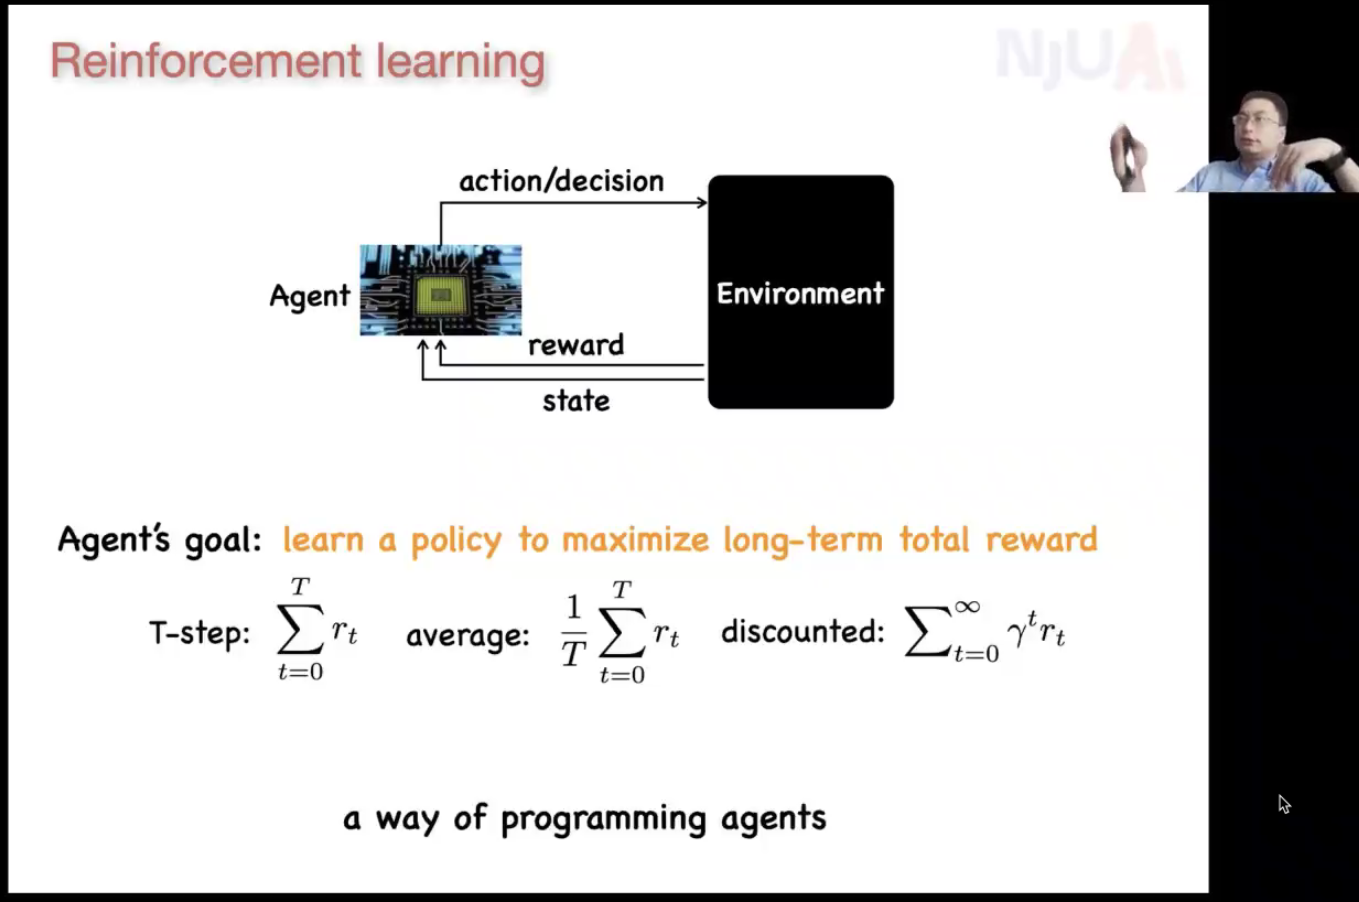 Reinforcement learning
NJUAi
action/decision
Agent
Environment
reward
state
Agent's goal: learn a policy to maximize long-term total reward
T-step: \sum_{t=0}^{T} r_t average: \frac{1}{T} \sum_{t=0}^{T} r_t discounted: \sum_{t=0}^{\infty} \gamma^t r_t
a way of programming agents